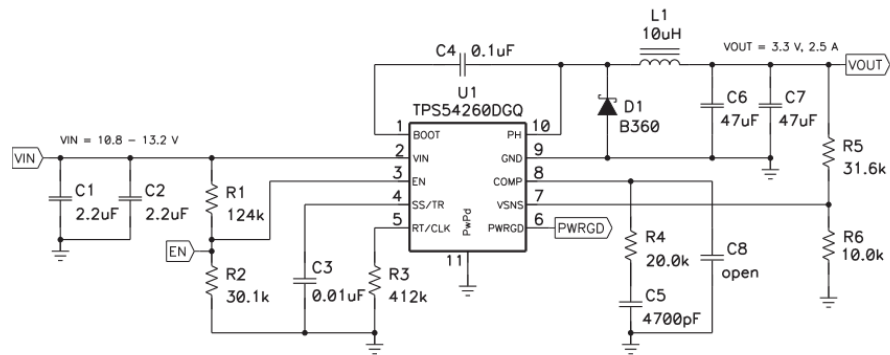 L1
10uH
VOUT = 3.3 V, 2.5 A
VOUT
C4 0.1uF
U1
TPS54260DGQ
D1
B360
C6
47uF
C7
47uF
R5
31.6k
VIN = 10.8 – 13.2 V
VIN
1 BOOT
2 VIN
3 EN
4 SS/TR
5 RT/CLK
PH 10
GND 9
COMP 8
VSNS 7
PWRGD 6
PwPd
11
PWRGD
C1
2.2uF
C2
2.2uF
R1
124k
EN
R2
30.1k
C3
0.01uF
R3
412k
R4
20.0k
C5
4700pF
C8
open
R6
10.0k